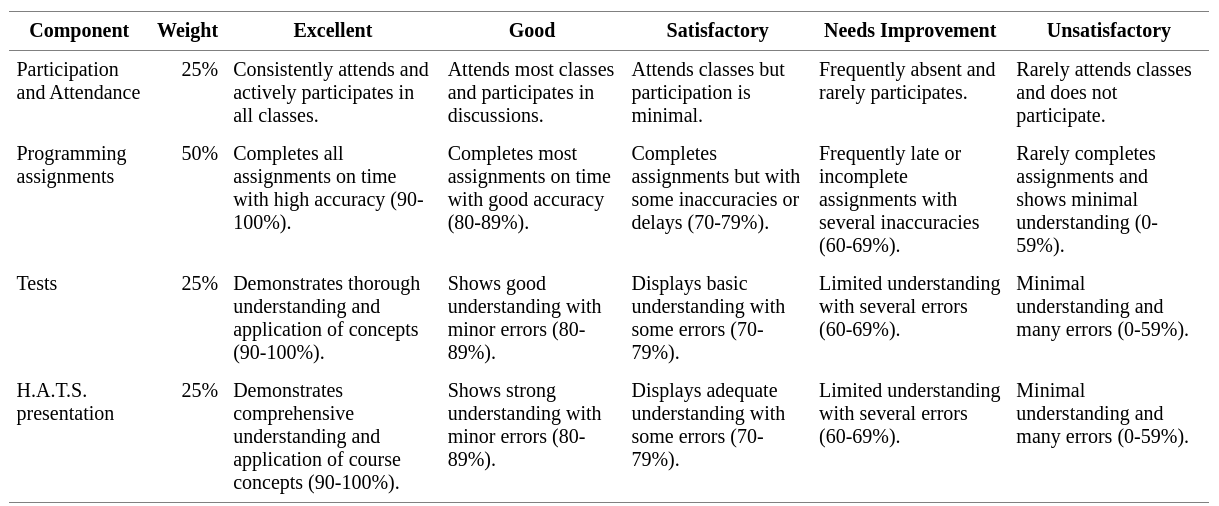 Component Weight Excellent Good Satisfactory Needs Improvement Unsatisfactory
Participation 25% Consistently attends and Attends most classes Attends classes but Frequently absent and Rarely attends classes
and Attendance actively participates in and participates in participation is rarely participates. and does not
all classes. discussions. minimal. participate.
Programming 50% Completes all Completes most Completes Frequently late or Rarely completes
assignments assignments on time assignments on time assignments but with incomplete assignments and
with high accuracy (90- with good accuracy some inaccuracies or assignments with shows minimal
100%). (80-89%). delays (70-79%). several inaccuracies understanding (0-
(60-69%). 59%).
Tests 25% Demonstrates thorough Shows good Displays basic Limited understanding Minimal
understanding and understanding with understanding with with several errors understanding and
application of concepts minor errors (80- some errors (70- (60-69%). many errors (0-59%).
(90-100%). 89%). 79%).
H.A.T.S. 25% Demonstrates Shows strong Displays adequate Limited understanding Minimal
presentation comprehensive understanding with understanding with with several errors understanding and
understanding and minor errors (80- some errors (70- (60-69%). many errors (0-59%).
application of course 89%). 79%).
concepts (90-100%).